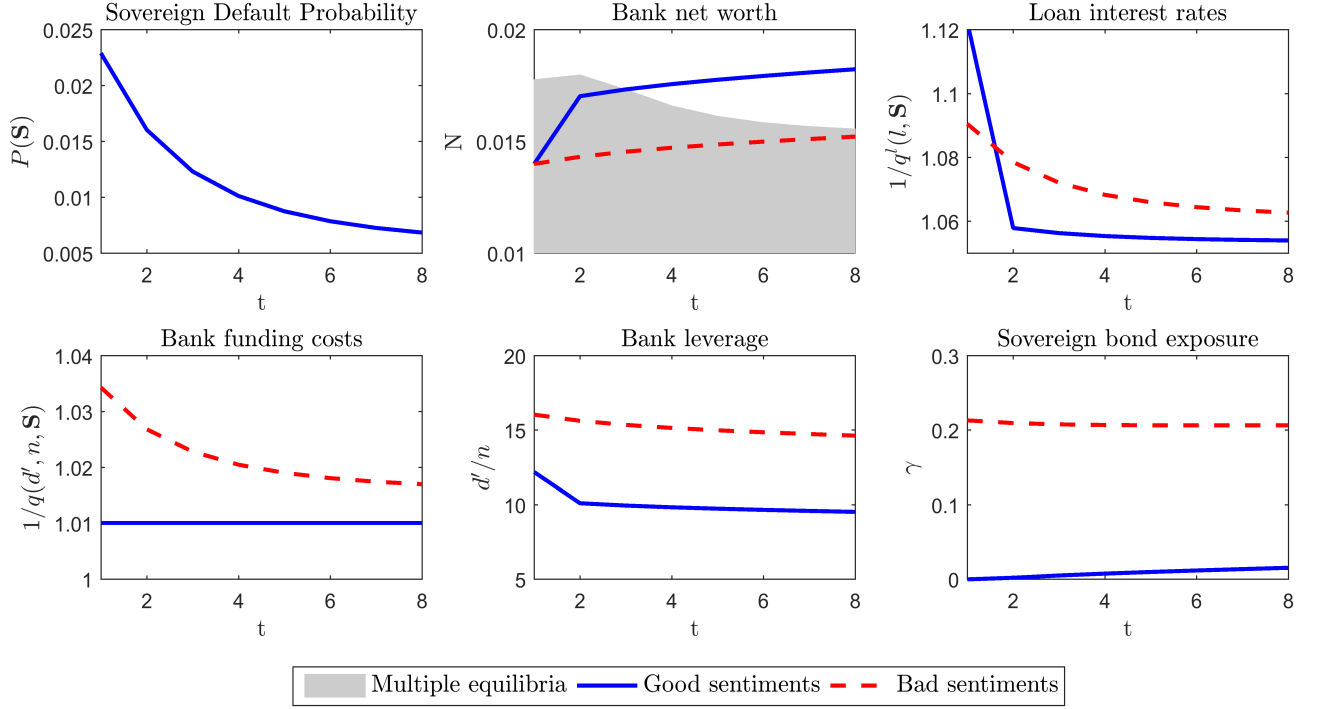 Sovereign Default Probability
0.025
0.02
0.015
0.01
0.005
P(S)
2 4 6 8
t
Bank net worth
0.02
0.015
0.01
N
2 4 6 8
t
Loan interest rates
1.12
1.1
1.08
1.06
1/q^l(l, S)
2 4 6 8
t
Bank funding costs
1.04
1.03
1.02
1.01
1
1/q(d′, n, S)
2 4 6 8
t
Bank leverage
20
15
10
5
d′/n
2 4 6 8
t
Sovereign bond exposure
0.3
0.2
0.1
0
γ
2 4 6 8
t
Multiple equilibria Good sentiments Bad sentiments